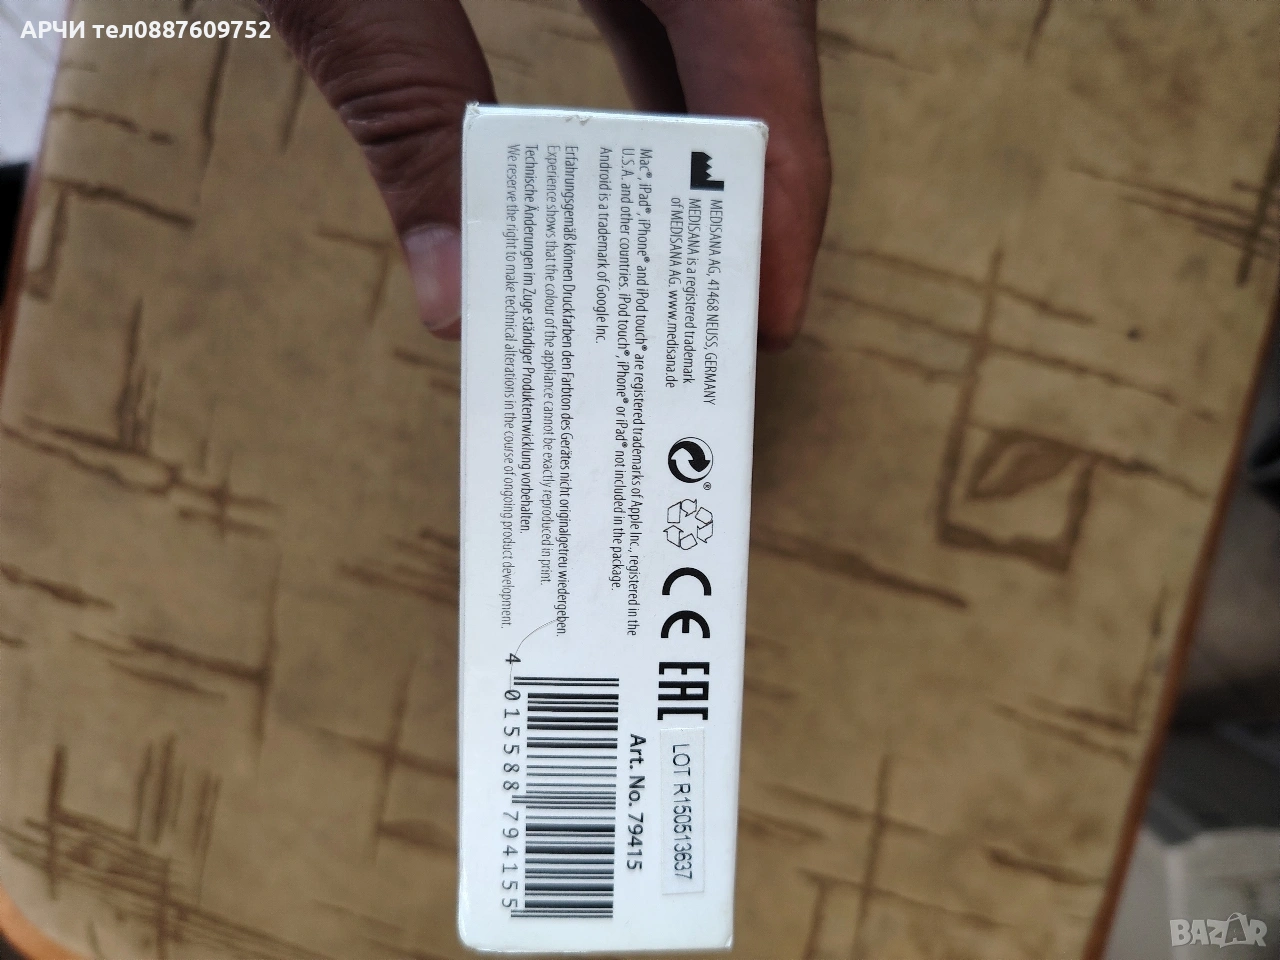 АРЧИ тел0887609752
MEDISANA AG, 41468 NEUSS, GERMANY
MEDISANA is a registered trademark
of MEDISANA AG. www.medisana.de
Mac®, iPad®, iPhone® and iPod touch® are registered trademarks of Apple Inc., registered in the
U.S.A. and other countries. iPod touch®, iPhone® or iPad® not included in the package.
Android is a trademark of Google Inc.
Erfahrungsgemäß können Druckfarben den Farbton des Gerätes nicht originalgetreu wiedergeben.
Experience shows that the colour of the appliance cannot be exactly reproduced in print.
Technische Änderungen im Zuge ständiger Produktentwicklung vorbehalten.
We reserve the right to make technical alterations in the course of ongoing product development.
®
CE
EAC
LOT R150513637
Art. No. 79415
4 015588 794155
BAZAR